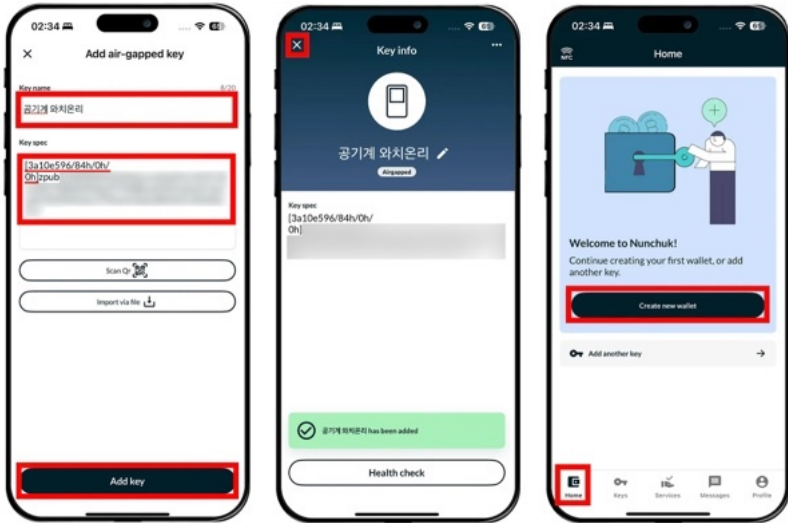 02:34
Add air-gapped key
Key name
8/20
공기계 와치온리
Key spec
[3a10e596/84h/0h/
0h]zpub
Scan Qr
Import via file
Add key
02:34
Key info
공기계 와치온리
Airgapped
Key spec
[3a10e596/84h/0h/
0h]
공기계 와치온리 has been added
Health check
02:34
NFC
Home
Welcome to Nunchuk!
Continue creating your first wallet, or add
another key.
Create new wallet
Add another key
Home
Keys
Services
Messages
Profile